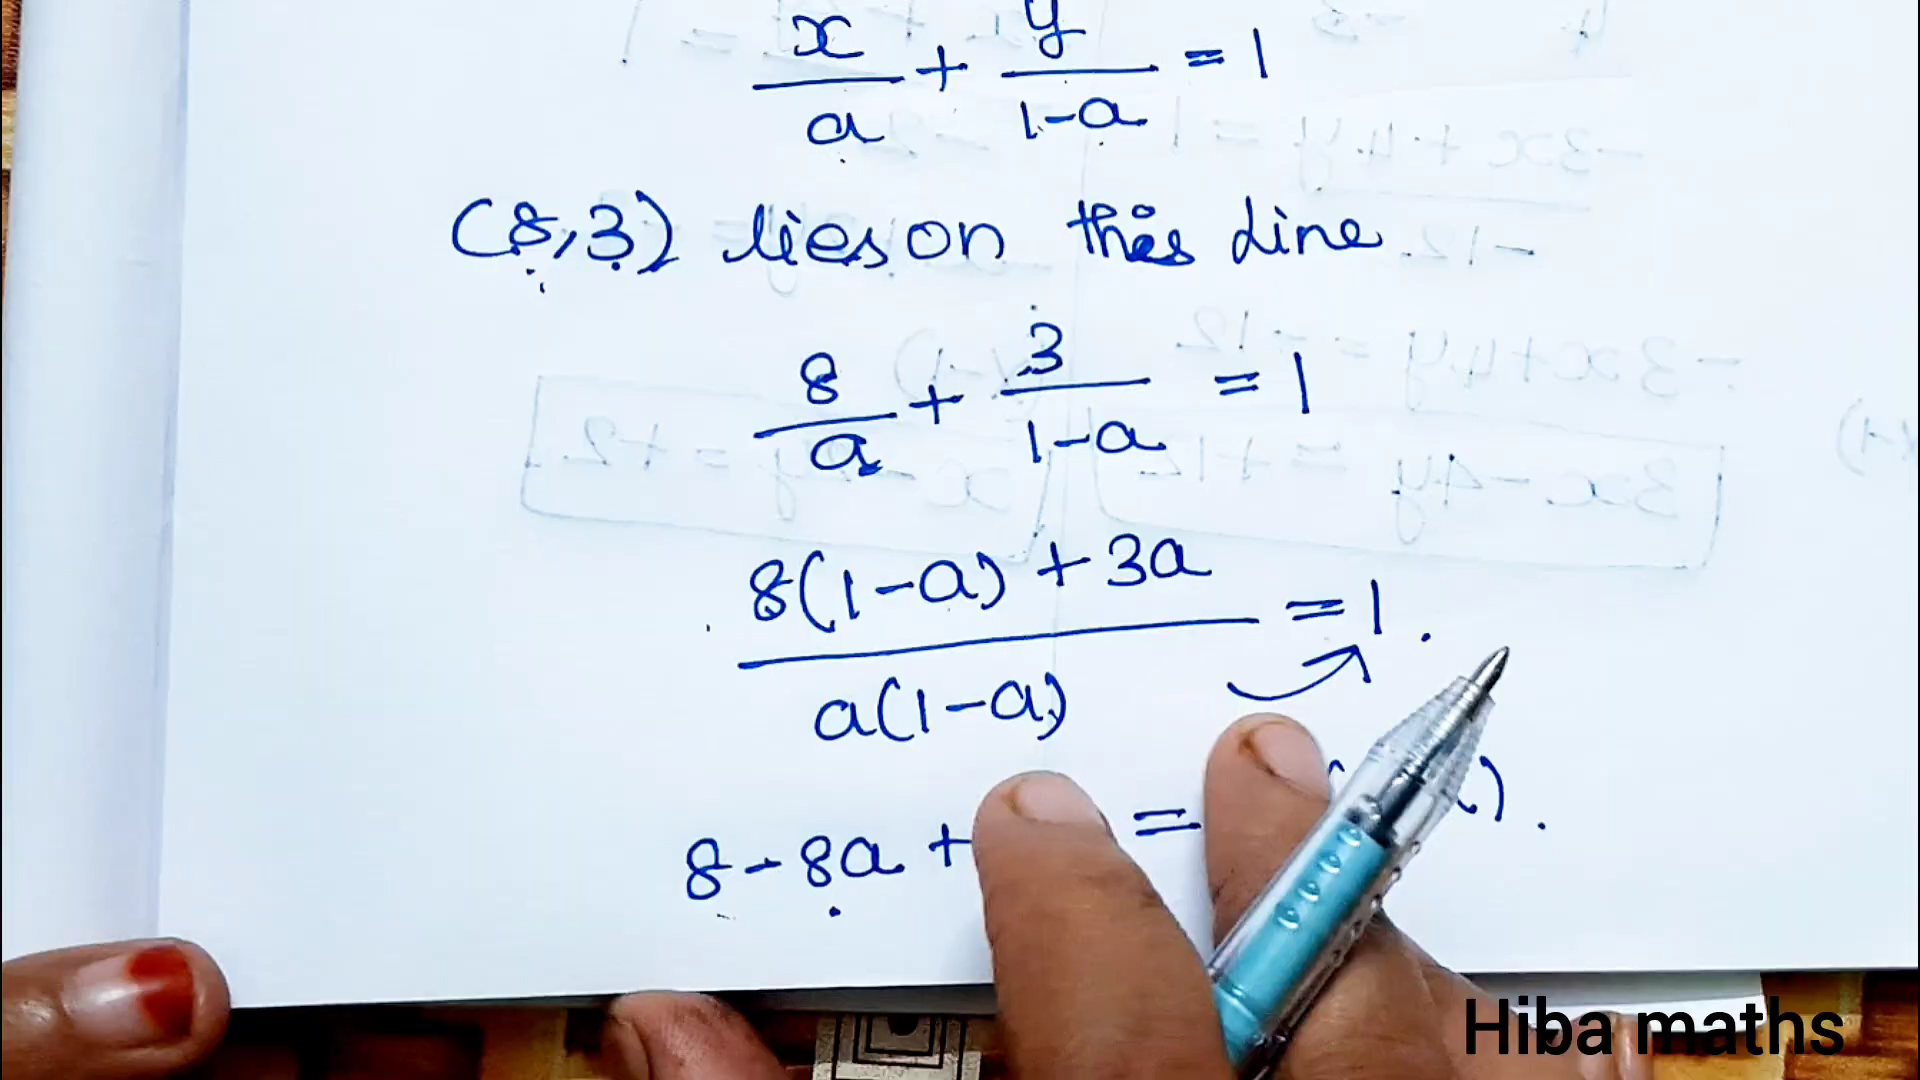 x/a + y/1-a = 1
(8,3) lies on this line
8/a + 3/1-a = 1
8(1-a) + 3a / a(1-a) = 1.
8-8a + = ).
Hiba maths